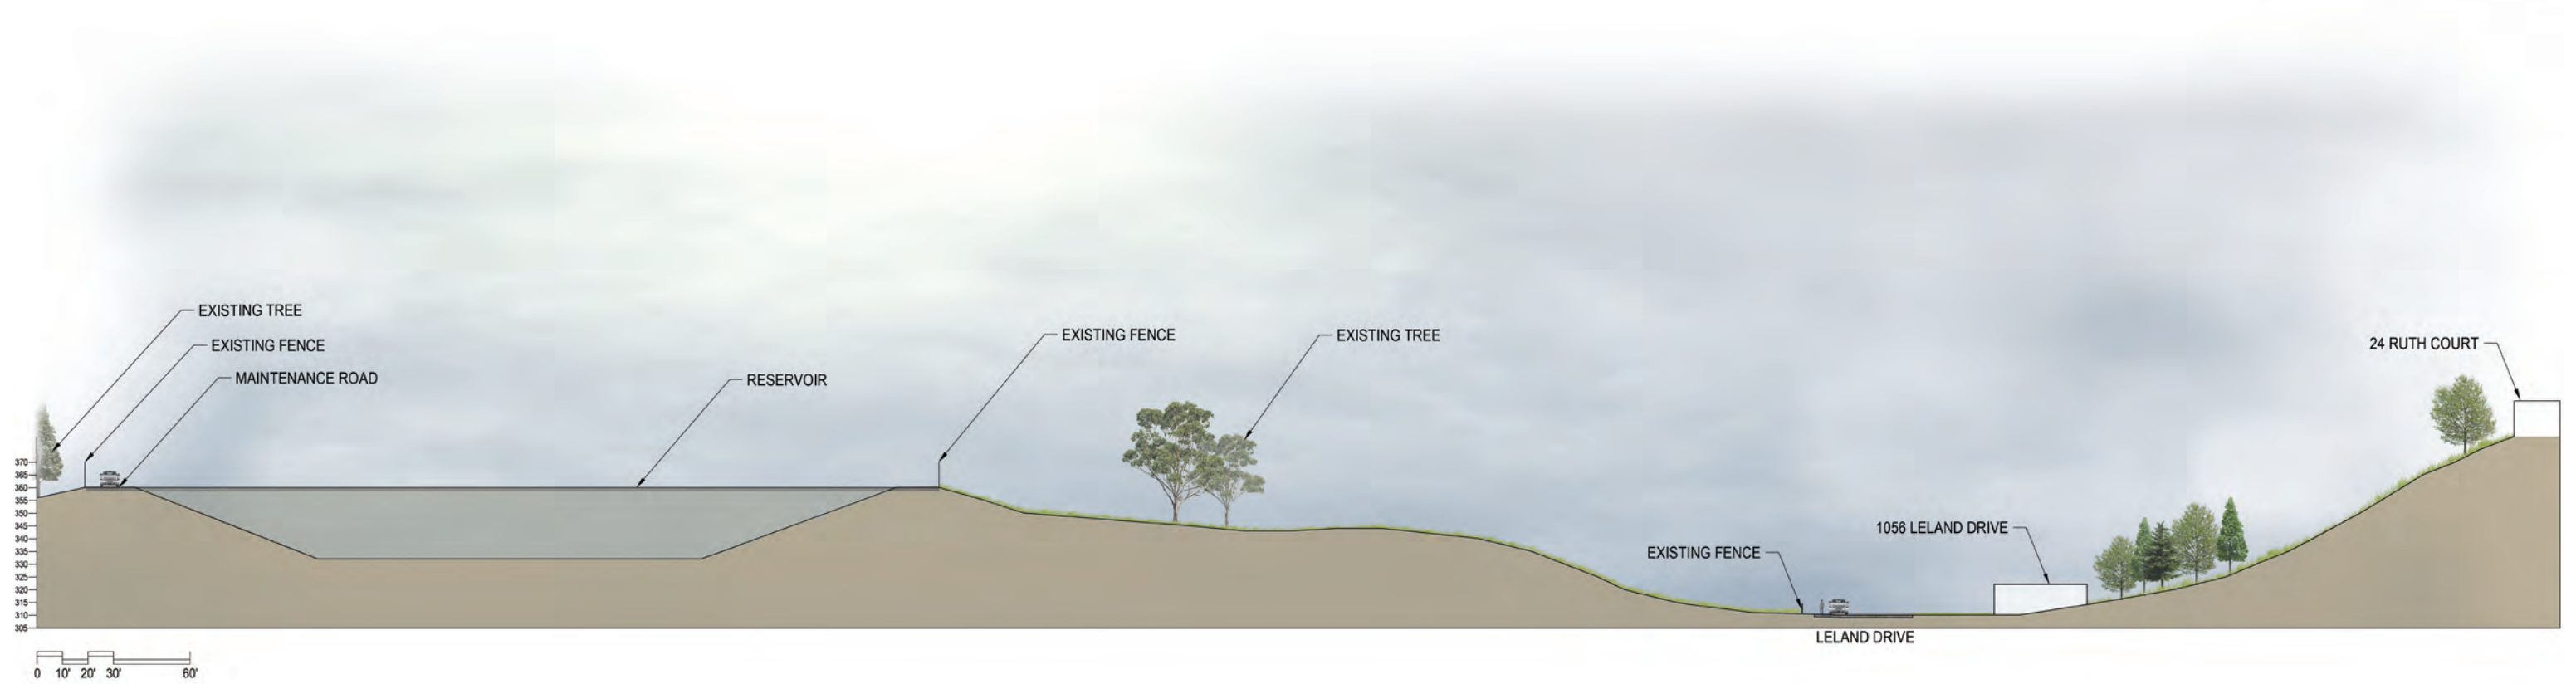 EXISTING TREE
EXISTING FENCE
MAINTENANCE ROAD
RESERVOIR
EXISTING FENCE
EXISTING TREE
24 RUTH COURT
1056 LELAND DRIVE
EXISTING FENCE
LELAND DRIVE
370
365
360
355
350
345
340
335
330
325
320
315
310
305
0 10' 20' 30' 60'